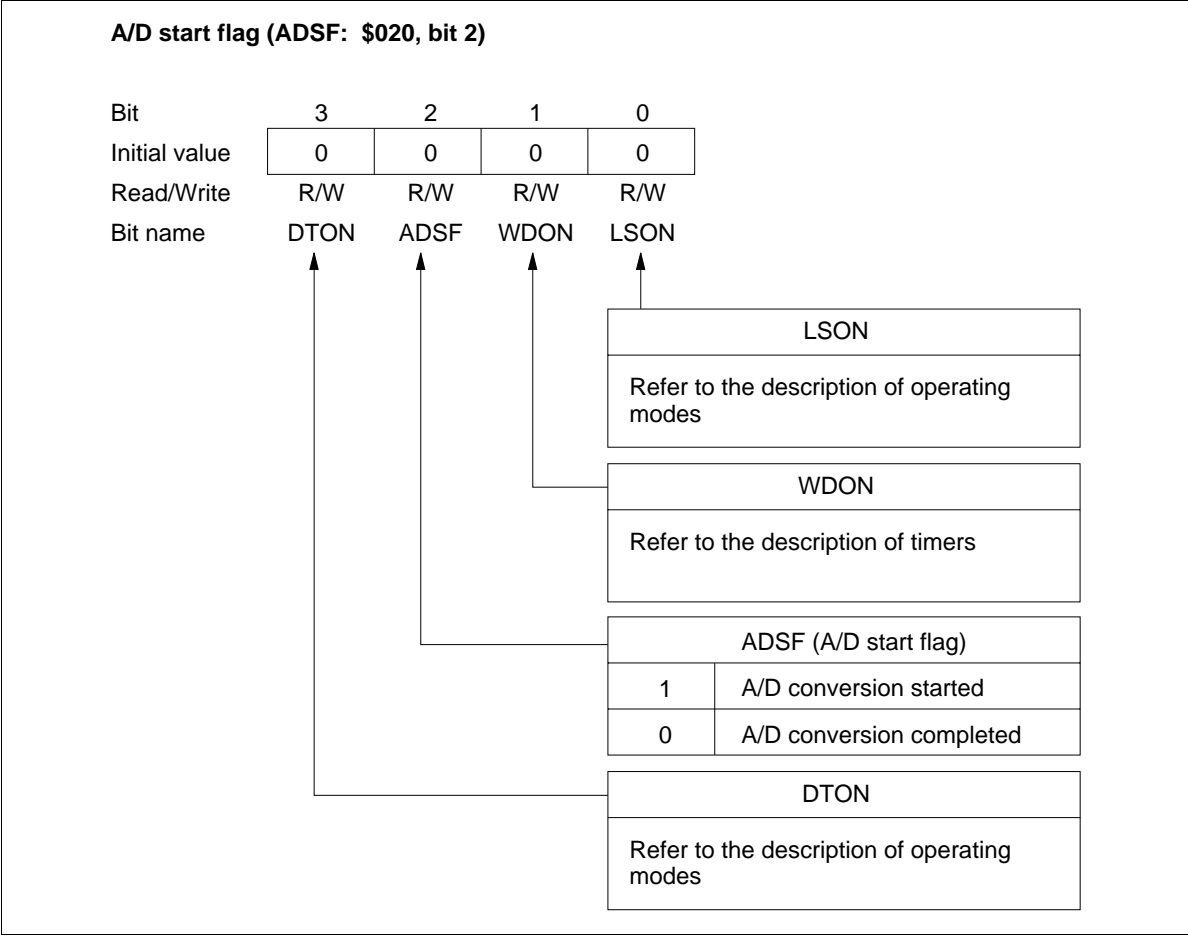 A/D start flag (ADSF: $020, bit 2)
Bit 3 2 1 0
Initial value 0 0 0 0
Read/Write R/W R/W R/W R/W
Bit name DTON ADSF WDON LSON
LSON
Refer to the description of operating
modes
WDON
Refer to the description of timers
ADSF (A/D start flag)
1 A/D conversion started
0 A/D conversion completed
DTON
Refer to the description of operating
modes